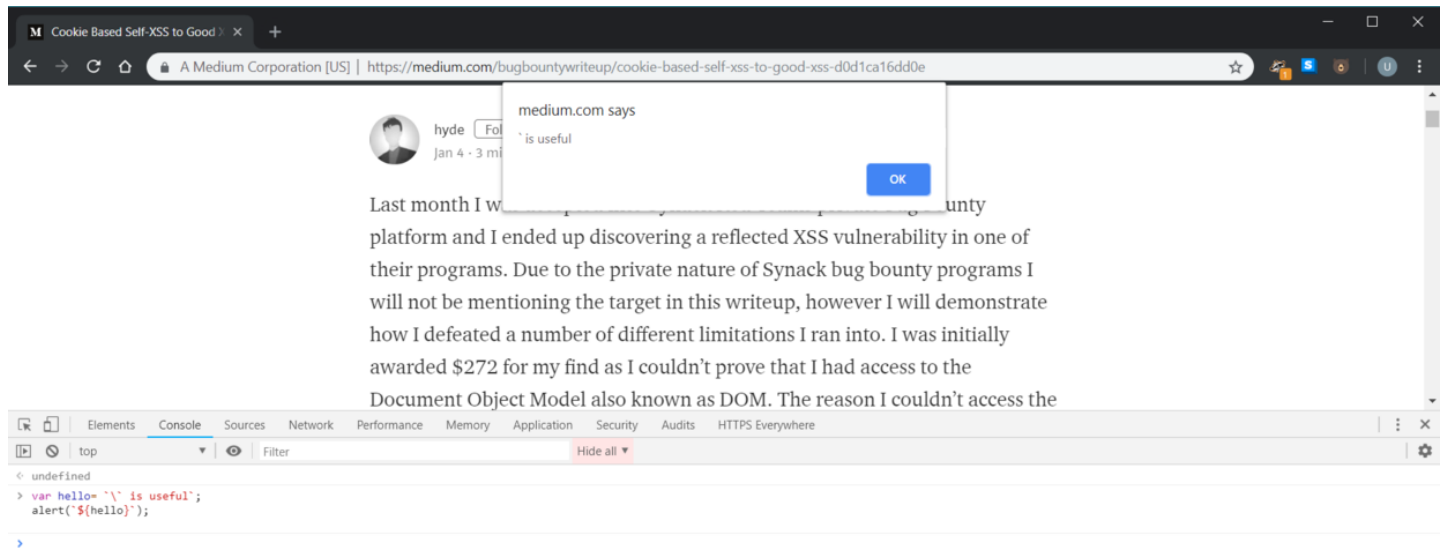 M Cookie Based Self-XSS to Good X
A Medium Corporation [US] | https://medium.com/bugbountywriteup/cookie-based-self-xss-to-good-xss-d0d1ca16dd0e
1 S U
medium.com says
` is useful
OK
hyde Fol
Jan 4 · 3 mi
Last month I w unty
platform and I ended up discovering a reflected XSS vulnerability in one of
their programs. Due to the private nature of Synack bug bounty programs I
will not be mentioning the target in this writeup, however I will demonstrate
how I defeated a number of different limitations I ran into. I was initially
awarded $272 for my find as I couldn’t prove that I had access to the
Document Object Model also known as DOM. The reason I couldn’t access the
Elements Console Sources Network Performance Memory Application Security Audits HTTPS Everywhere
top Filter Hide all
undefined
var hello= `\` is useful`;
alert(`${hello}`);